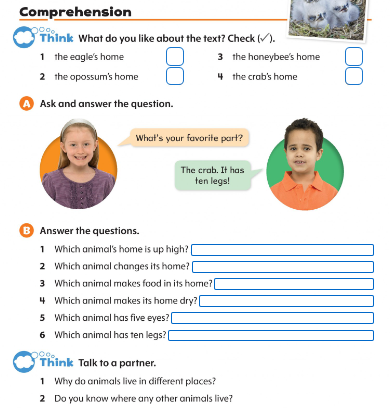 Comprehension
Think What do you like about the text? Check (✓).
1 the eagle's home
3 the honeybee's home
2 the opossum's home
4 the crab's home
A Ask and answer the question.
What's your favorite part?
The crab. It has
ten legs!
B Answer the questions.
1 Which animal's home is up high?
2 Which animal changes its home?
3 Which animal makes food in its home?
4 Which animal makes its home dry?
5 Which animal has five eyes?
6 Which animal has ten legs?
Think Talk to a partner.
1 Why do animals live in different places?
2 Do you know where any other animals live?